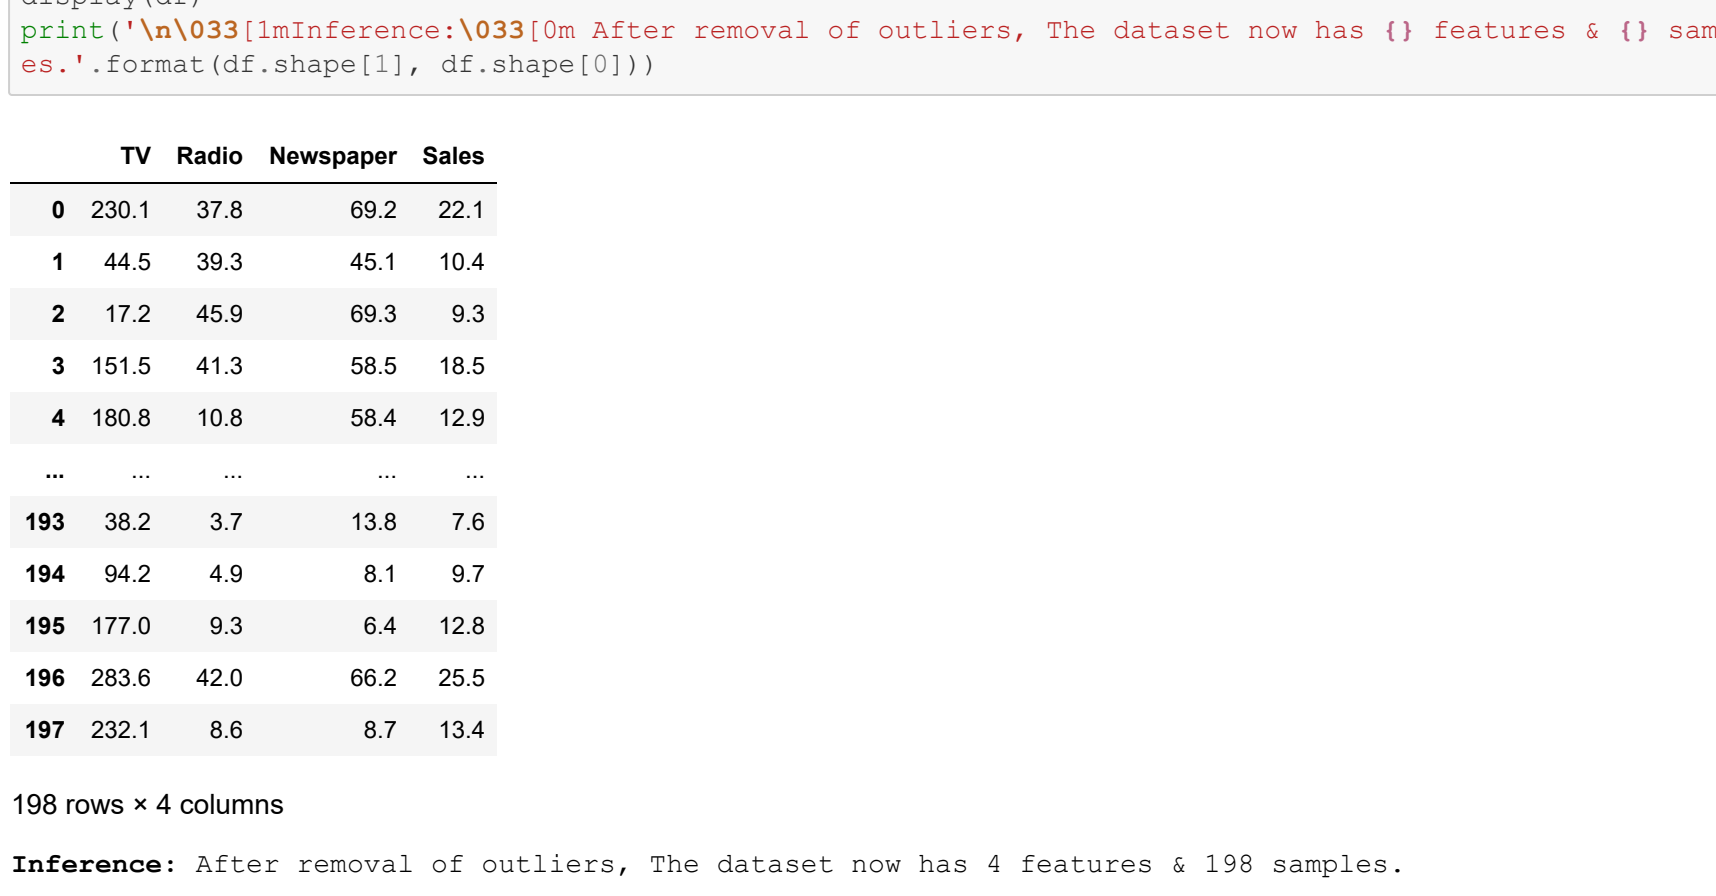 display(df)
print('\n\033[1mInference:\033[0m After removal of outliers, The dataset now has {} features & {} sam
es.'.format(df.shape[1], df.shape[0]))
TV Radio Newspaper Sales
0 230.1 37.8 69.2 22.1
1 44.5 39.3 45.1 10.4
2 17.2 45.9 69.3 9.3
3 151.5 41.3 58.5 18.5
4 180.8 10.8 58.4 12.9
... ... ... ... ...
193 38.2 3.7 13.8 7.6
194 94.2 4.9 8.1 9.7
195 177.0 9.3 6.4 12.8
196 283.6 42.0 66.2 25.5
197 232.1 8.6 8.7 13.4
198 rows × 4 columns
Inference: After removal of outliers, The dataset now has 4 features & 198 samples.